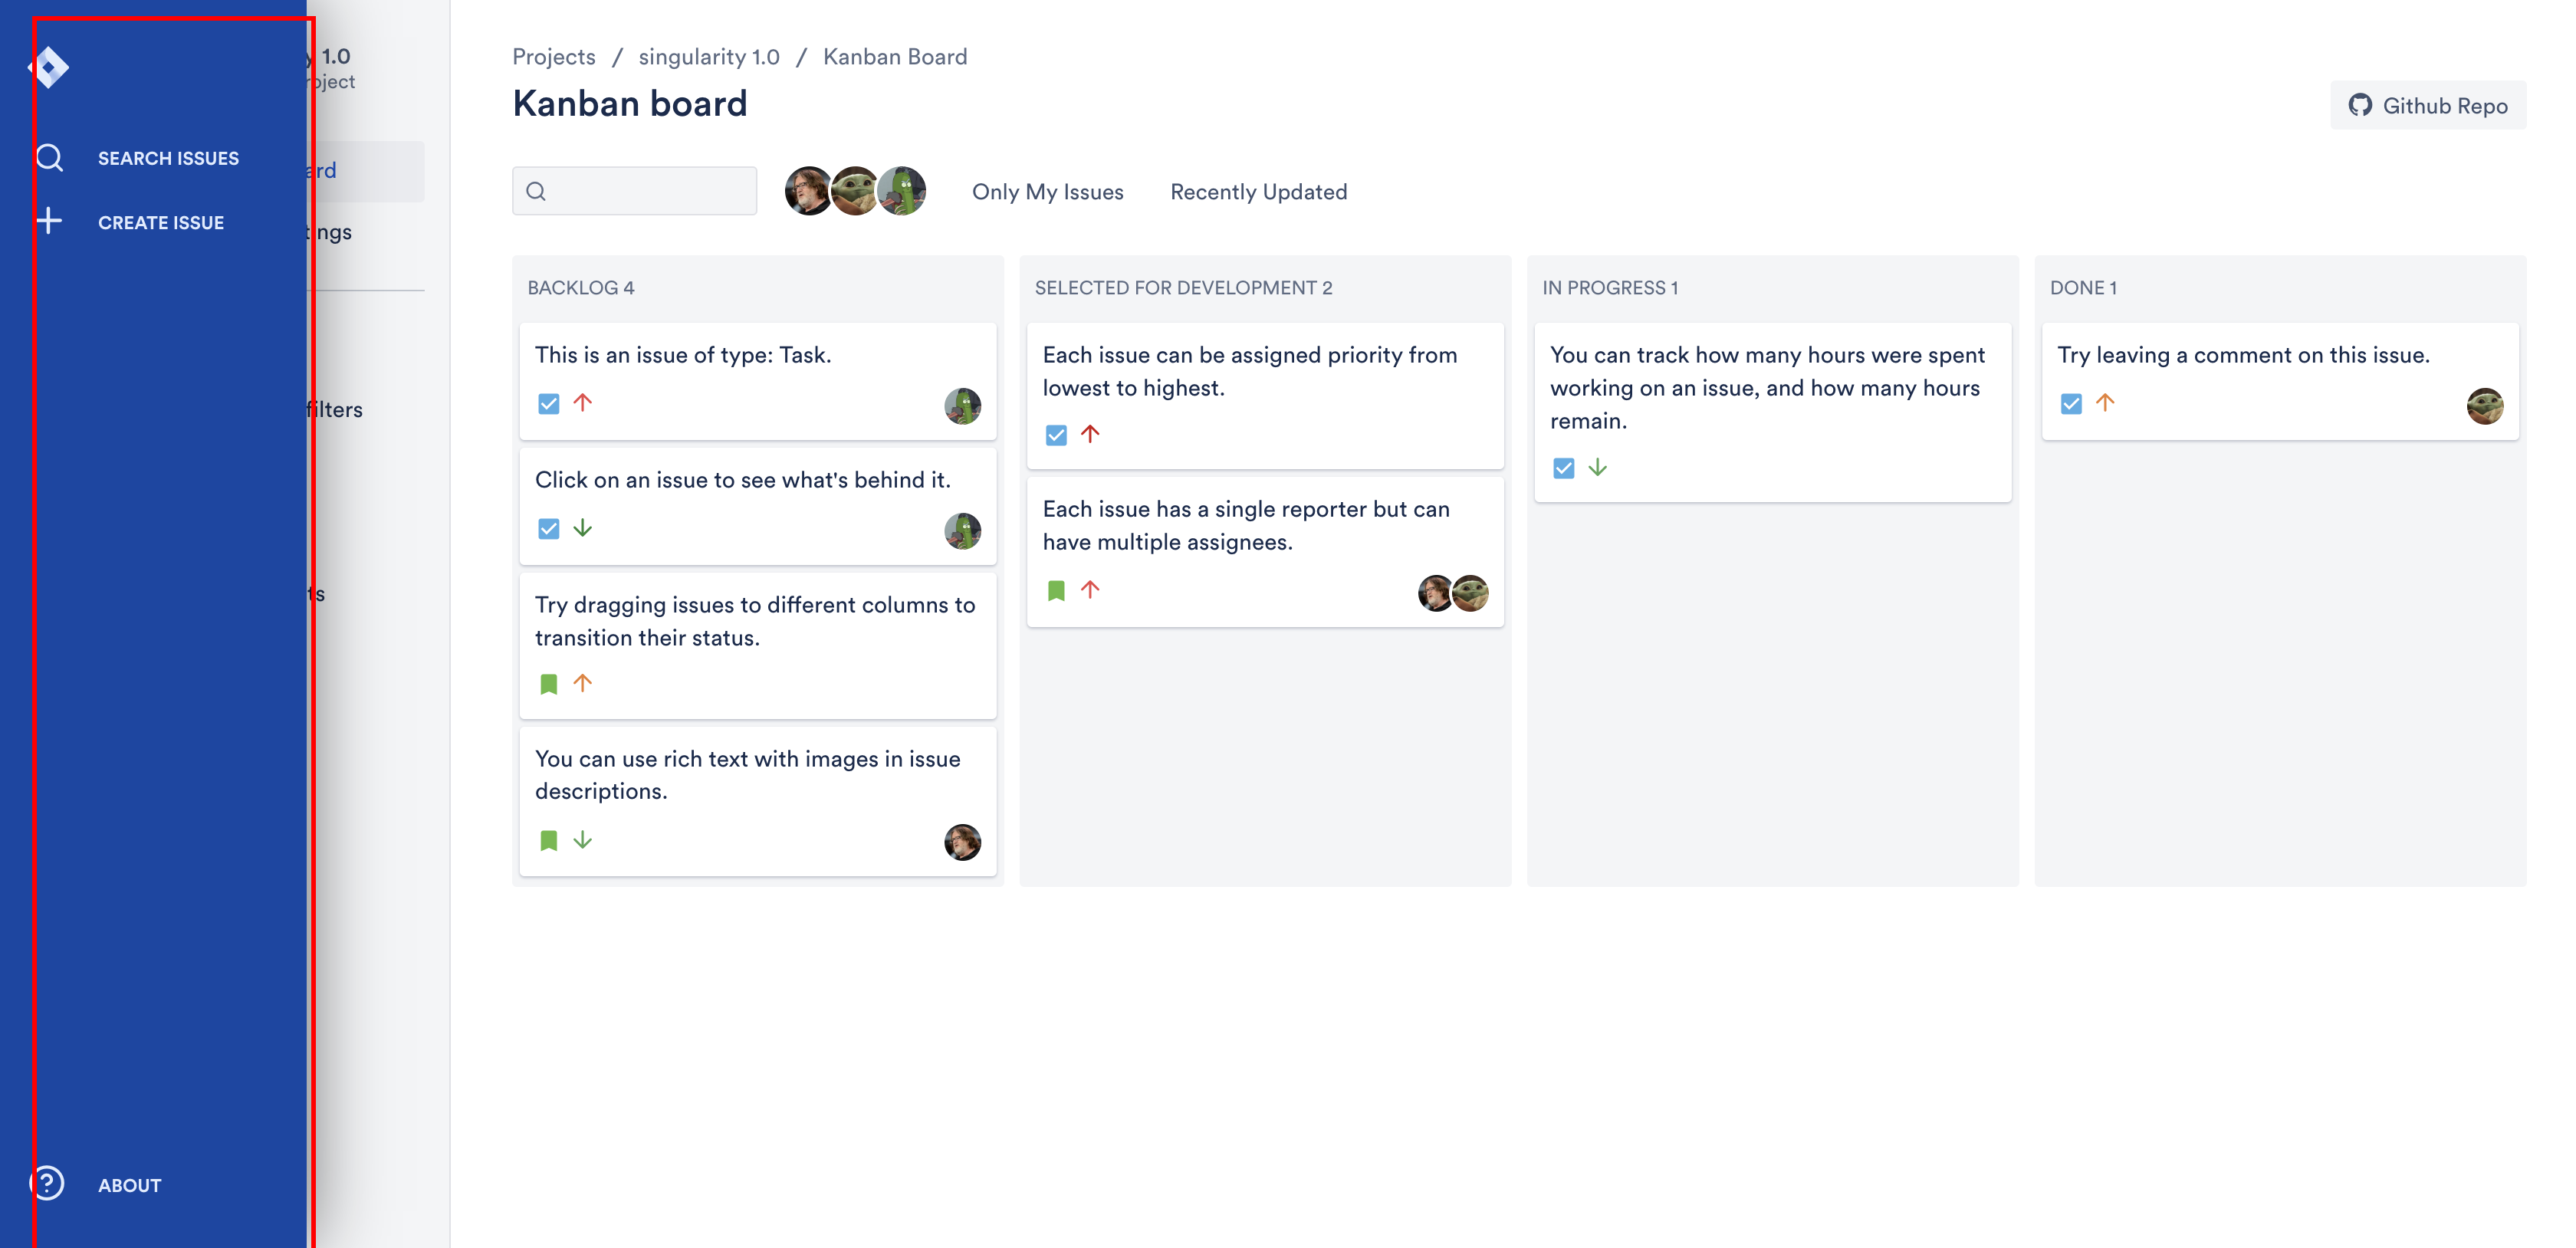 SEARCH ISSUES
CREATE ISSUE
ABOUT
1.0
Projects / singularity 1.0 / Kanban Board
Kanban board
Github Repo
Only My Issues
Recently Updated
BACKLOG 4
This is an issue of type: Task.
Click on an issue to see what's behind it.
Try dragging issues to different columns to
transition their status.
You can use rich text with images in issue
descriptions.
SELECTED FOR DEVELOPMENT 2
Each issue can be assigned priority from
lowest to highest.
Each issue has a single reporter but can
have multiple assignees.
IN PROGRESS 1
You can track how many hours were spent
working on an issue, and how many hours
remain.
DONE 1
Try leaving a comment on this issue.